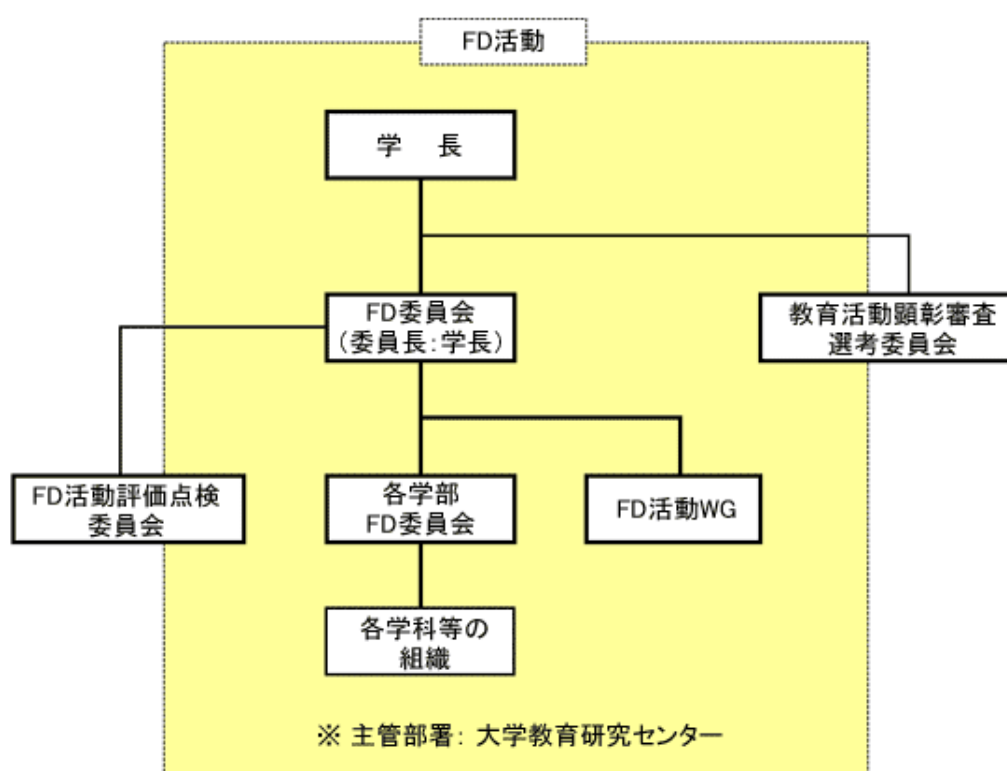 FD活動
学 長
FD委員会
(委員長:学長)
教育活動顕彰審査
選考委員会
FD活動評価点検
委員会
各学部
FD委員会
FD活動WG
各学科等の
組織
※ 主管部署: 大学教育研究センター